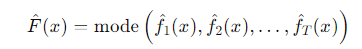 F̂(x) = mode (f̂₁(x), f̂₂(x), . . . , f̂_T(x))